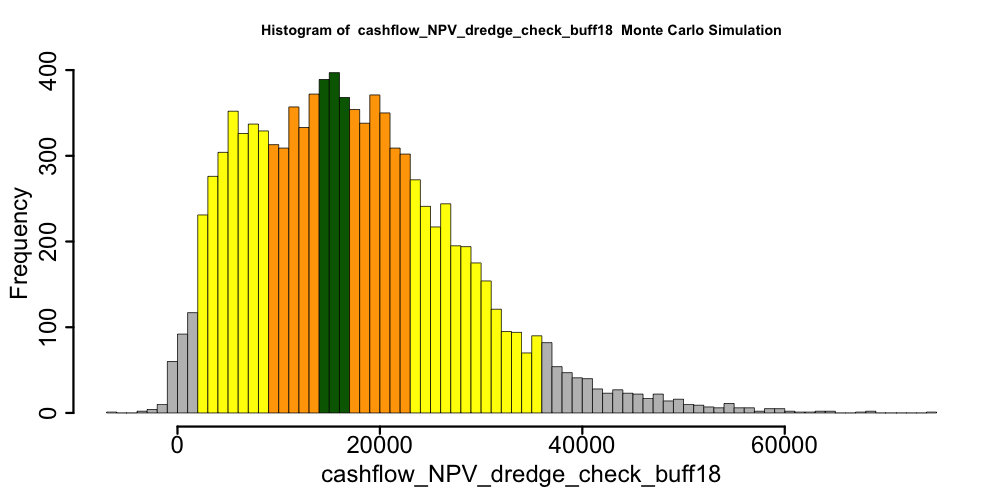 Histogram of  cashflow_NPV_dredge_check_buff18  Monte Carlo Simulation
Frequency
400
300
200
100
0
0 20000 40000 60000
cashflow_NPV_dredge_check_buff18